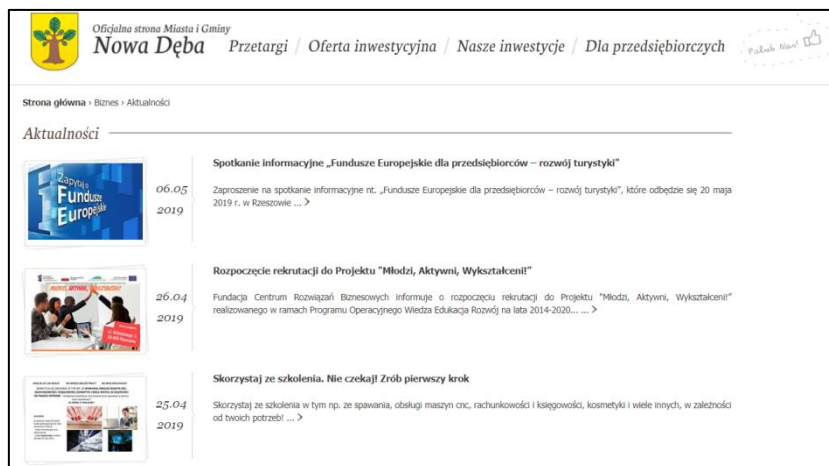 Oficjalna strona Miasta i Gminy
Nowa Dęba
Przetargi / Oferta inwestycyjna / Nasze inwestycje / Dla przedsiębiorczych
Polub Nas!
Strona główna › Biznes › Aktualności
Aktualności
Zapytaj o
Fundusze
Europejskie
06.05
2019
Spotkanie informacyjne „Fundusze Europejskie dla przedsiębiorców – rozwój turystyki"
Zaproszenie na spotkanie informacyjne nt. „Fundusze Europejskie dla przedsiębiorców – rozwój turystyki", które odbędzie się 20 maja
2019 r. w Rzeszowie ... >
26.04
2019
Rozpoczęcie rekrutacji do Projektu "Młodzi, Aktywni, Wykształceni!"
Fundacja Centrum Rozwiązań Biznesowych informuje o rozpoczęciu rekrutacji do Projektu "Młodzi, Aktywni, Wykształceni!"
realizowanego w ramach Programu Operacyjnego Wiedza Edukacja Rozwój na lata 2014-2020... ... >
25.04
2019
Skorzystaj ze szkolenia. Nie czekaj! Zrób pierwszy krok
Skorzystaj ze szkolenia w tym np. ze spawania, obsługi maszyn cnc, rachunkowości i księgowości, kosmetyki i wiele innych, w zależności
od twoich potrzeb! ... >